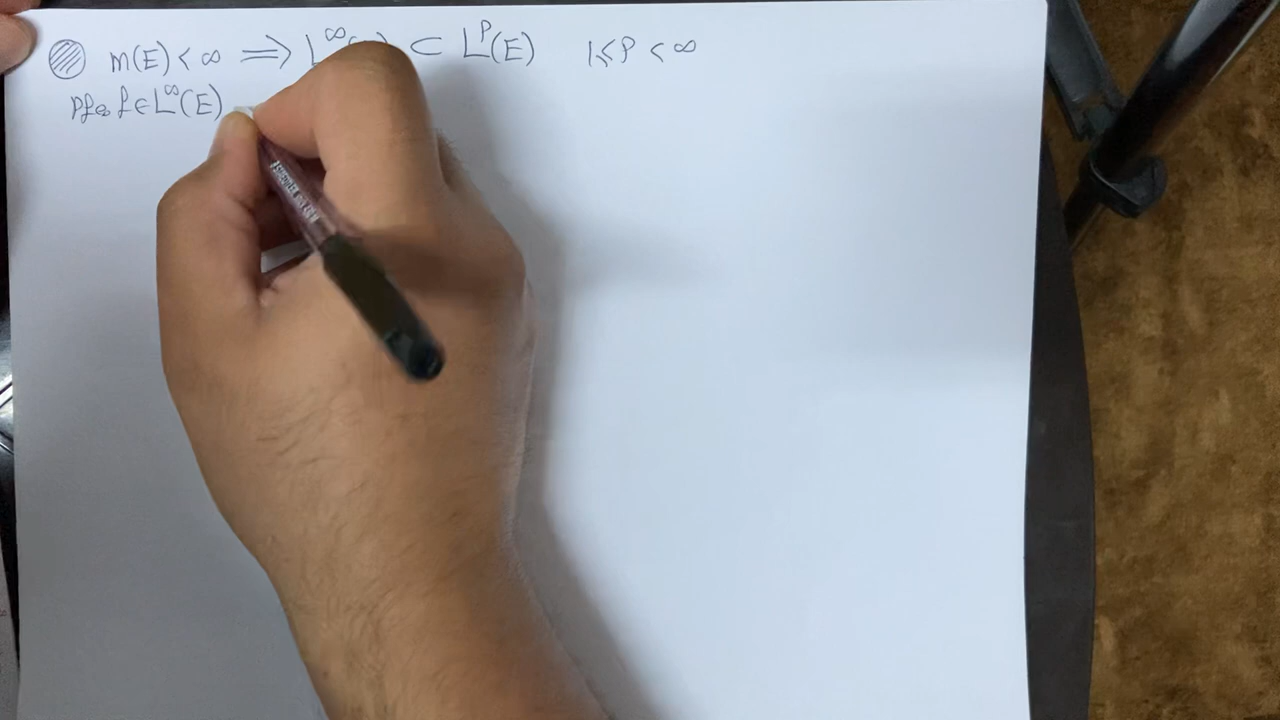 m(E) < ∞ ⟹ L^∞( ⊂ L^P(E) 1 ≤ P < ∞
pf: f ∈ L^∞(E)